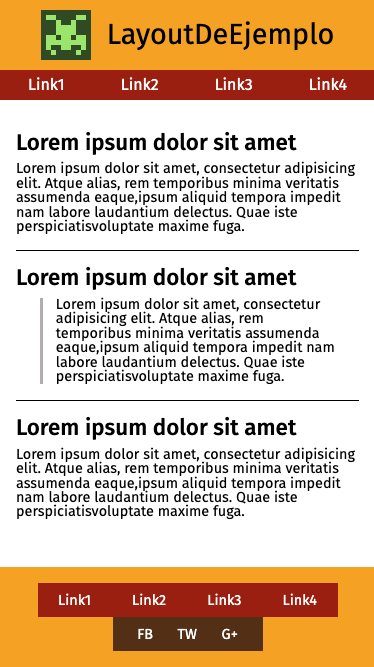 LayoutDeEjemplo
Link1 Link2 Link3 Link4
Lorem ipsum dolor sit amet
Lorem ipsum dolor sit amet, consectetur adipisicing
elit. Atque alias, rem temporibus minima veritatis
assumenda eaque,ipsum aliquid tempora impedit
nam labore laudantium delectus. Quae iste
perspiciatisvoluptate maxime fuga.
Lorem ipsum dolor sit amet
Lorem ipsum dolor sit amet, consectetur
adipisicing elit. Atque alias, rem
temporibus minima veritatis assumenda
eaque,ipsum aliquid tempora impedit nam
labore laudantium delectus. Quae iste
perspiciatisvoluptate maxime fuga.
Lorem ipsum dolor sit amet
Lorem ipsum dolor sit amet, consectetur adipisicing
elit. Atque alias, rem temporibus minima veritatis
assumenda eaque,ipsum aliquid tempora impedit
nam labore laudantium delectus. Quae iste
perspiciatisvoluptate maxime fuga.
Link1 Link2 Link3 Link4
FB TW G+